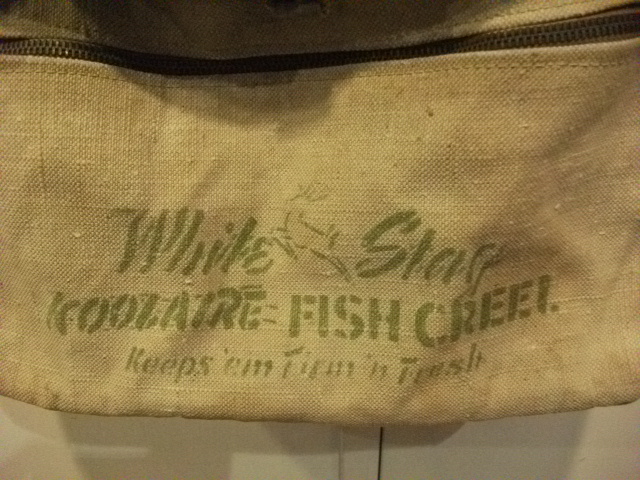 White Stag
KOOLAIRE FISH CREEL
Keeps 'em Firm 'n Fresh